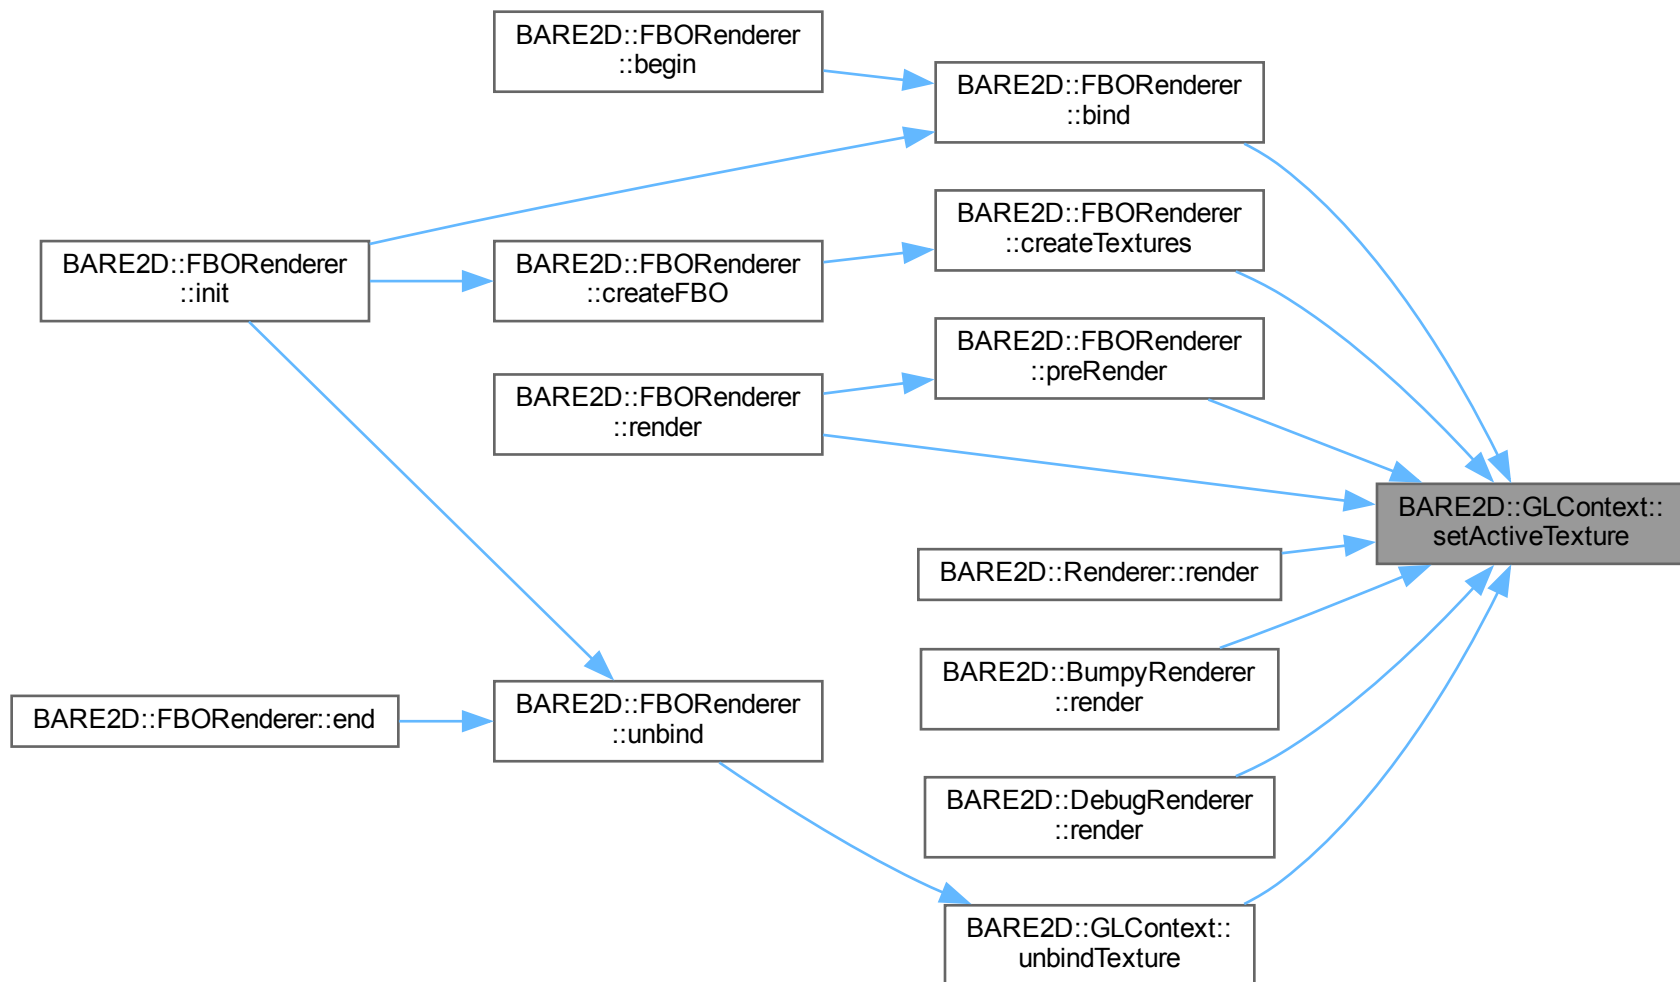 BARE2D::FBORenderer
::begin
BARE2D::FBORenderer
::bind
BARE2D::FBORenderer
::createTextures
BARE2D::FBORenderer
::init
BARE2D::FBORenderer
::createFBO
BARE2D::FBORenderer
::preRender
BARE2D::FBORenderer
::render
BARE2D::GLContext::
setActiveTexture
BARE2D::Renderer::render
BARE2D::BumpyRenderer
::render
BARE2D::FBORenderer::end
BARE2D::FBORenderer
::unbind
BARE2D::DebugRenderer
::render
BARE2D::GLContext::
unbindTexture